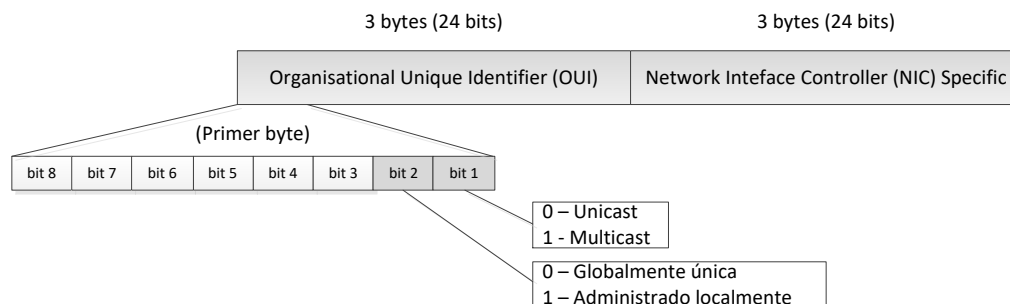 3 bytes (24 bits)
3 bytes (24 bits)
Organisational Unique Identifier (OUI)
Network Inteface Controller (NIC) Specific
(Primer byte)
bit 8
bit 7
bit 6
bit 5
bit 4
bit 3
bit 2
bit 1
0 – Unicast
1 - Multicast
0 – Globalmente única
1 – Administrado localmente